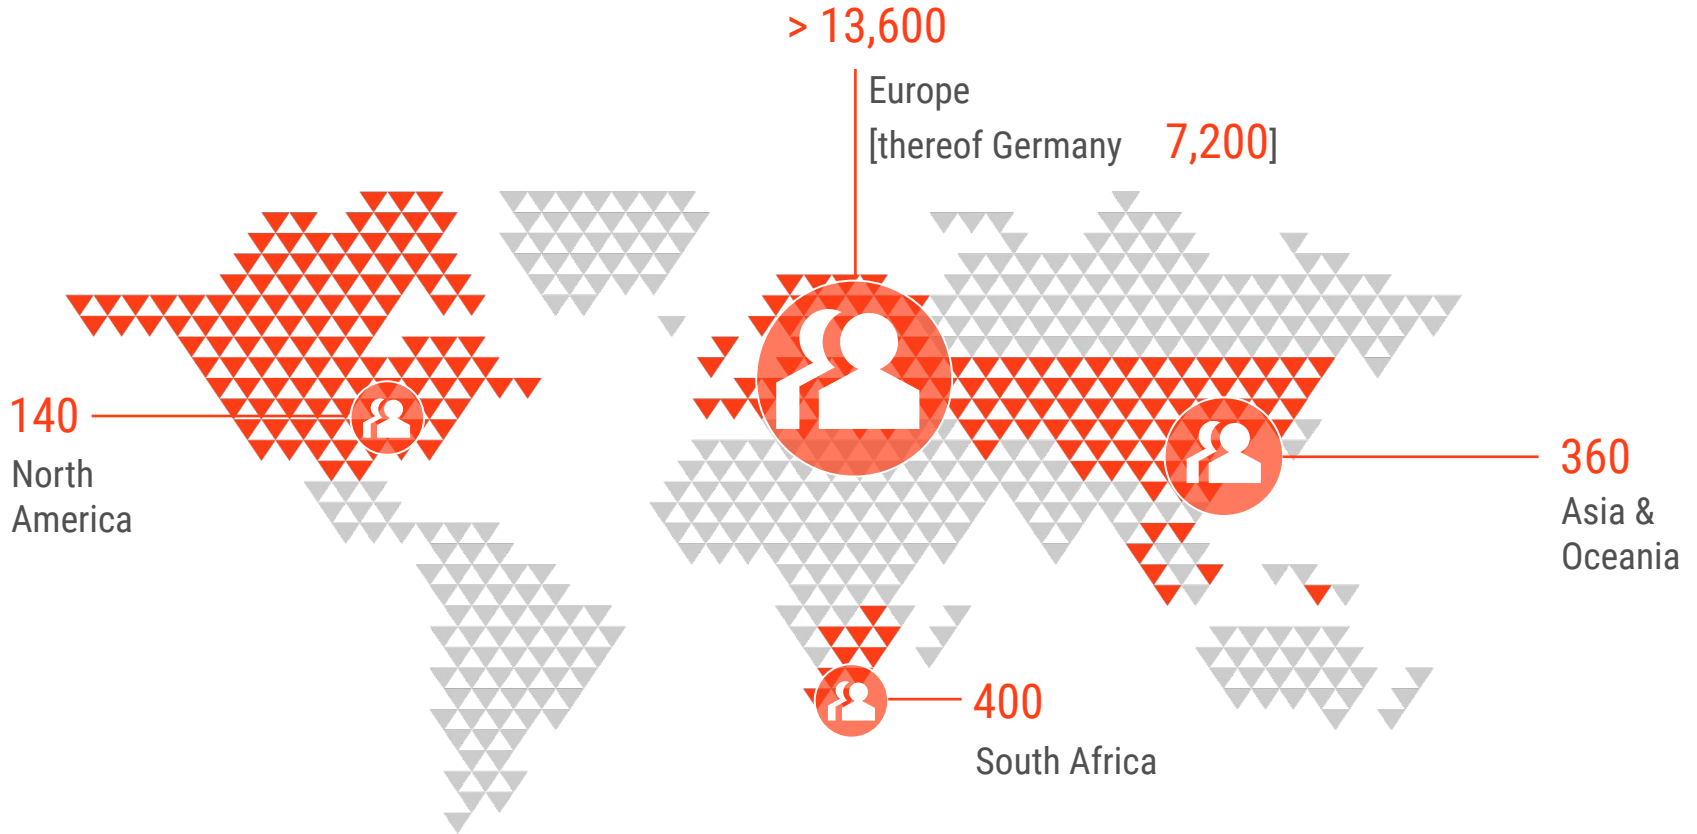 > 13,600
Europe
[thereof Germany 7,200]
140
North
America
360
Asia &
Oceania
400
South Africa